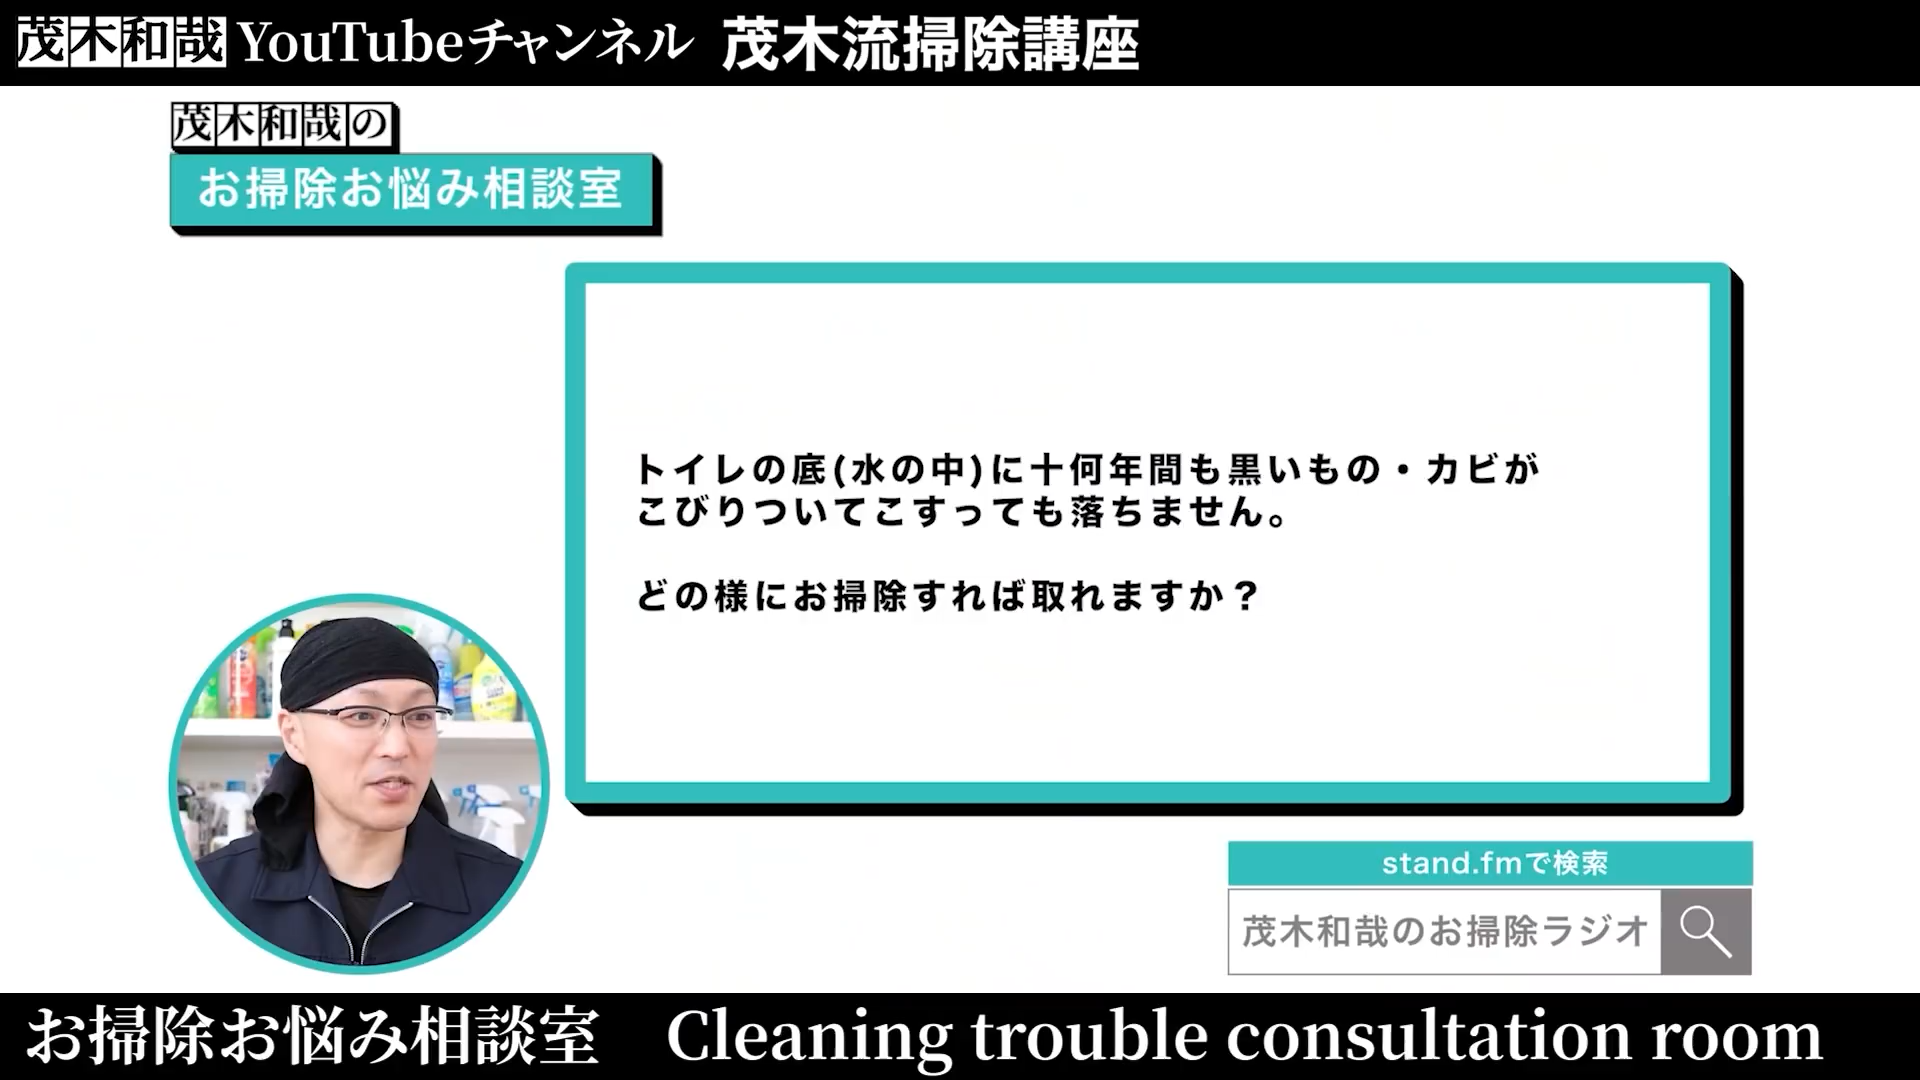 茂木和哉YouTubeチャンネル 茂木流掃除講座
茂木和哉の
お掃除お悩み相談室
トイレの底(水の中)に十何年間も黒いもの・カビが
こびりついてこすっても落ちません。
どの様にお掃除すれば取れますか？
stand.fmで検索
茂木和哉のお掃除ラジオ
お掃除お悩み相談室 Cleaning trouble consultation room